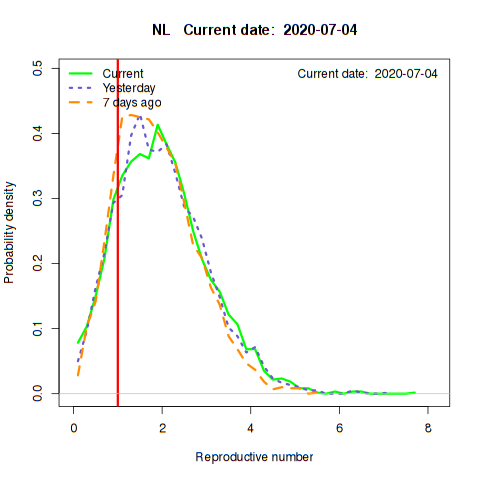 NL   Current date:  2020-07-04
Current date:  2020-07-04
Current
Yesterday
7 days ago
Probability density
0.0
0.1
0.2
0.3
0.4
0.5
0
2
4
6
8
Reproductive number